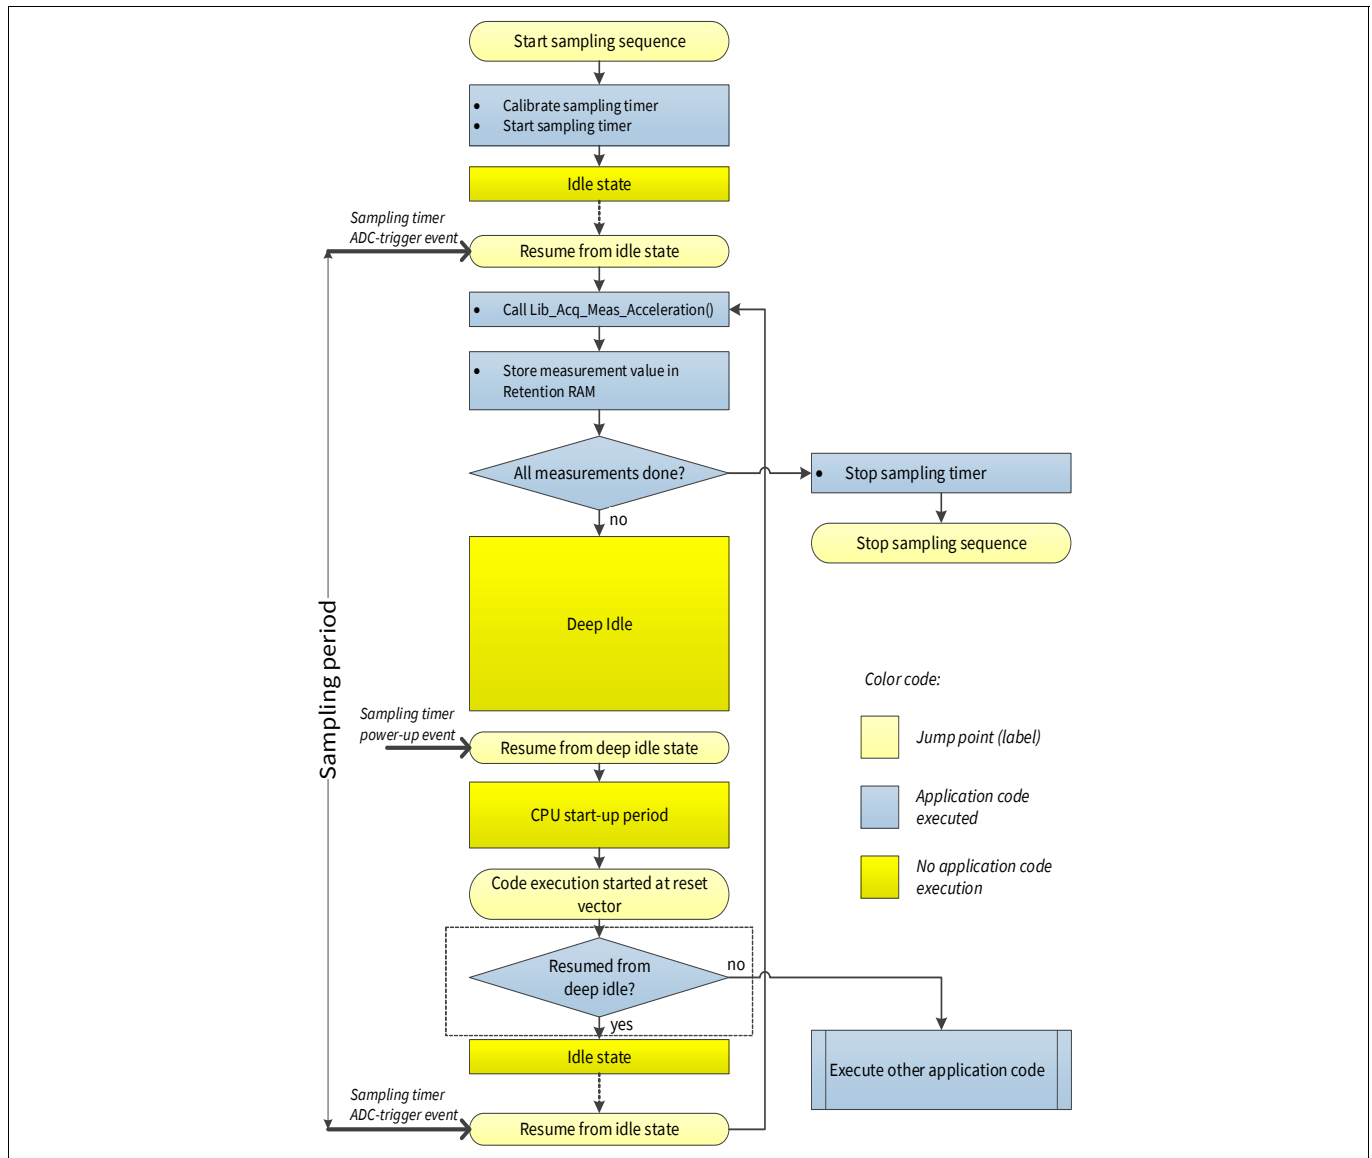 Start sampling sequence
• Calibrate sampling timer
• Start sampling timer
Idle state
Sampling timer
ADC-trigger event
Resume from idle state
• Call Lib_Acq_Meas_Acceleration()
• Store measurement value in
Retention RAM
All measurements done?
• Stop sampling timer
no
Stop sampling sequence
Deep Idle
Sampling period
Color code:
Jump point (label)
Application code
executed
No application code
execution
Sampling timer
power-up event
Resume from deep idle state
CPU start-up period
Code execution started at reset
vector
Resumed from
deep idle?
no
yes
Execute other application code
Idle state
Sampling timer
ADC-trigger event
Resume from idle state